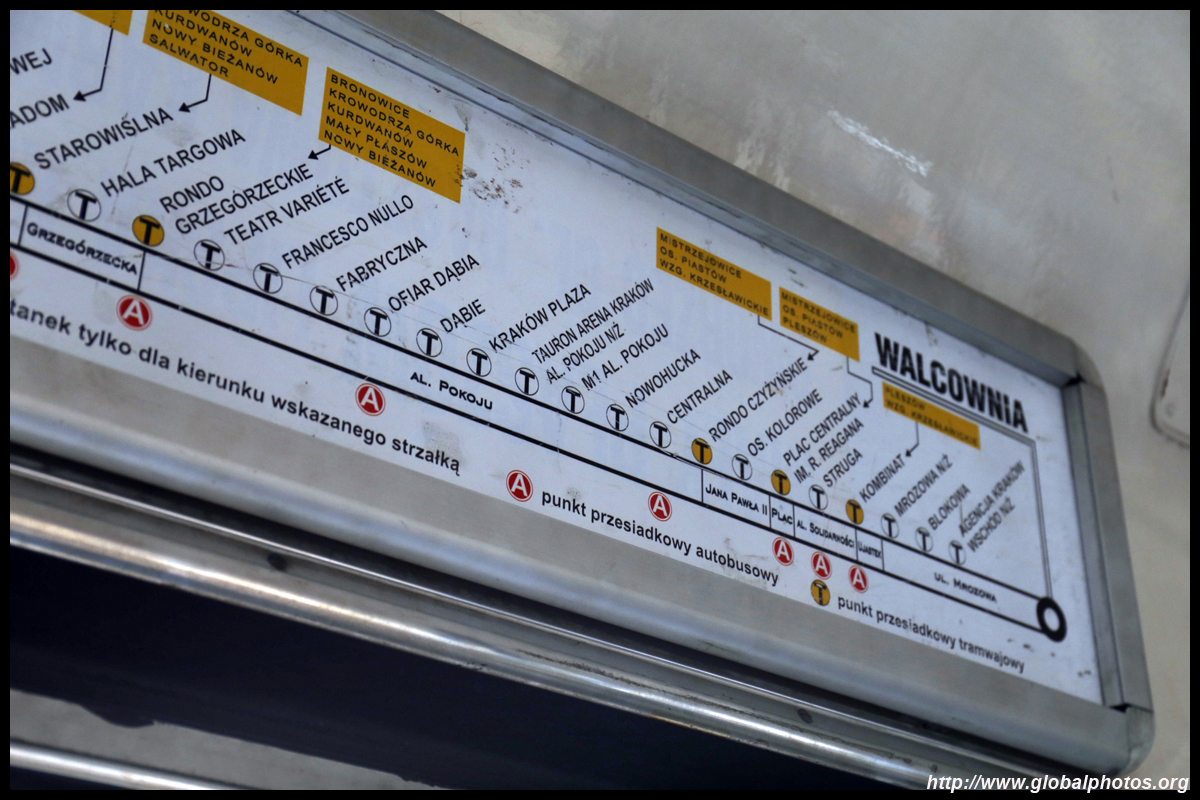 KROWODRZA GÓRKA
KURDWANÓW
NOWY BIEŻANÓW
SALWATOR
BRONOWICE
KROWODRZA GÓRKA
KURDWANÓW
MAŁY PŁASZÓW
NOWY BIEŻANÓW
WEJ
ADOM
STAROWIŚLNA
HALA TARGOWA
RONDO
GRZEGÓRZECKIE
TEATR VARIÉTÉ
FRANCESCO NULLO
FABRYCZNA
OFIAR DĄBIA
DĄBIE
KRAKÓW PLAZA
TAURON ARENA KRAKÓW
AL. POKOJU NŻ
M1 AL. POKOJU
NOWOHUCKA
CENTRALNA
MISTRZEJOWICE
OS. PIASTÓW
WZG. KRZESŁAWICKIE
RONDO CZYŻYŃSKIE
OS. KOLOROWE
MISTRZEJOWICE
OS. PIASTÓW
PLESZÓW
PLAC CENTRALNY
IM. R. REAGANA
STRUGA
WALCOWNIA
PLESZÓW
WZG. KRZESŁAWICKIE
KOMBINAT
MROZOWA NŻ
BLOKOWA
AGENCJA KRAKÓW
WSCHÓD NŻ
T T T T T T T T T T T T T T T T T T T T T
GRZEGÓRZECKA
AL. POKOJU
JANA PAWŁA II
PLAC
AL. SOLIDARNOŚCI
UJASTEK
UL. MROZOWA
A A A A A A
tanek tylko dla kierunku wskazanego strzałką
A punkt przesiadkowy autobusowy
T punkt przesiadkowy tramwajowy
http://www.globalphotos.org